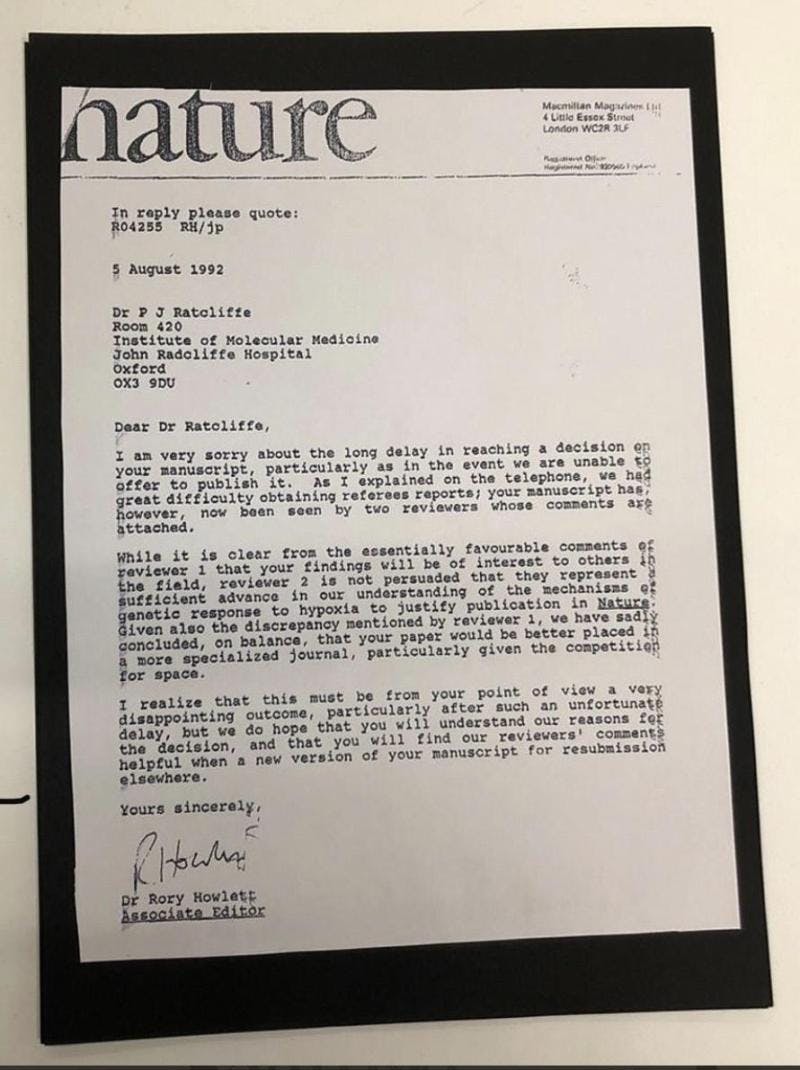 nature
Macmillan Magazines Ltd
4 Little Essex Street
London WC2R 3LF
Registered Office
In reply please quote:
R04255 RH/jp
5 August 1992
Dr P J Ratcliffe
Room 420
Institute of Molecular Medicine
John Radcliffe Hospital
Oxford
OX3 9DU
Dear Dr Ratcliffe,
I am very sorry about the long delay in reaching a decision on
your manuscript, particularly as in the event we are unable to
offer to publish it. As I explained on the telephone, we had
great difficulty obtaining referees reports; your manuscript has,
however, now been seen by two reviewers whose comments are
attached.
While it is clear from the essentially favourable comments of
reviewer 1 that your findings will be of interest to others in
the field, reviewer 2 is not persuaded that they represent a
sufficient advance in our understanding of the mechanisms of
genetic response to hypoxia to justify publication in Nature.
Given also the discrepancy mentioned by reviewer 1, we have sadly
concluded, on balance, that your paper would be better placed in
a more specialized journal, particularly given the competition
for space.
I realize that this must be from your point of view a very
disappointing outcome, particularly after such an unfortunate
delay, but we do hope that you will understand our reasons for
the decision, and that you will find our reviewers' comments
helpful when a new version of your manuscript for resubmission
elsewhere.
Yours sincerely,
R Howlett
Dr Rory Howlett
Associate Editor